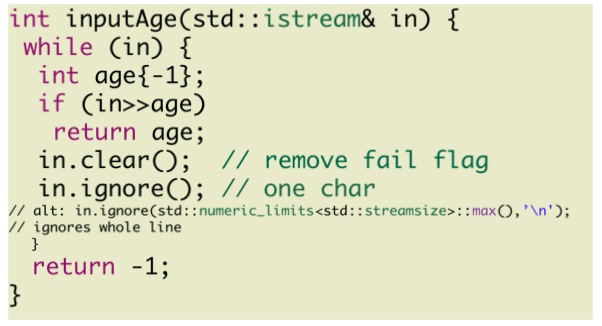 int inputAge(std::istream& in) {
while (in) {
int age{-1};
if (in>>age)
return age;
in.clear();  // remove fail flag
in.ignore(); // one char
// alt: in.ignore(std::numeric_limits<std::streamsize>::max(),’\n');
// ignores whole line
}
return -1;
}